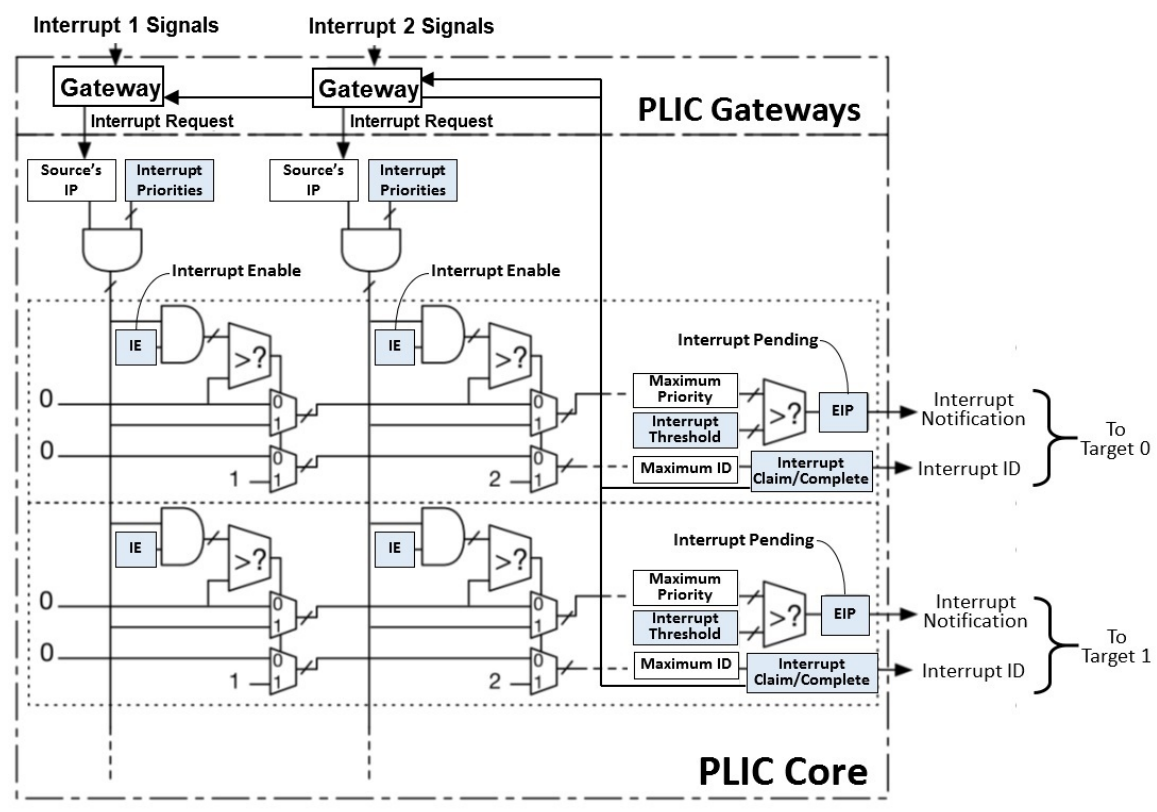 Interrupt 1 Signals
Interrupt 2 Signals
Gateway
Gateway
PLIC Gateways
Interrupt Request
Interrupt Request
Source's
IP
Interrupt
Priorities
Source's
IP
Interrupt
Priorities
Interrupt Enable
Interrupt Enable
IE
>?
IE
>?
Interrupt Pending
0
0
1
0
1
Maximum
Priority
Interrupt
Threshold
>?
EIP
Interrupt
Notification
To
Target 0
0
0
1
1
0
1
2
Maximum ID
Interrupt
Claim/Complete
Interrupt ID
IE
>?
IE
>?
Interrupt Pending
0
0
1
0
1
Maximum
Priority
Interrupt
Threshold
>?
EIP
Interrupt
Notification
To
Target 1
0
0
1
1
0
1
2
Maximum ID
Interrupt
Claim/Complete
Interrupt ID
PLIC Core